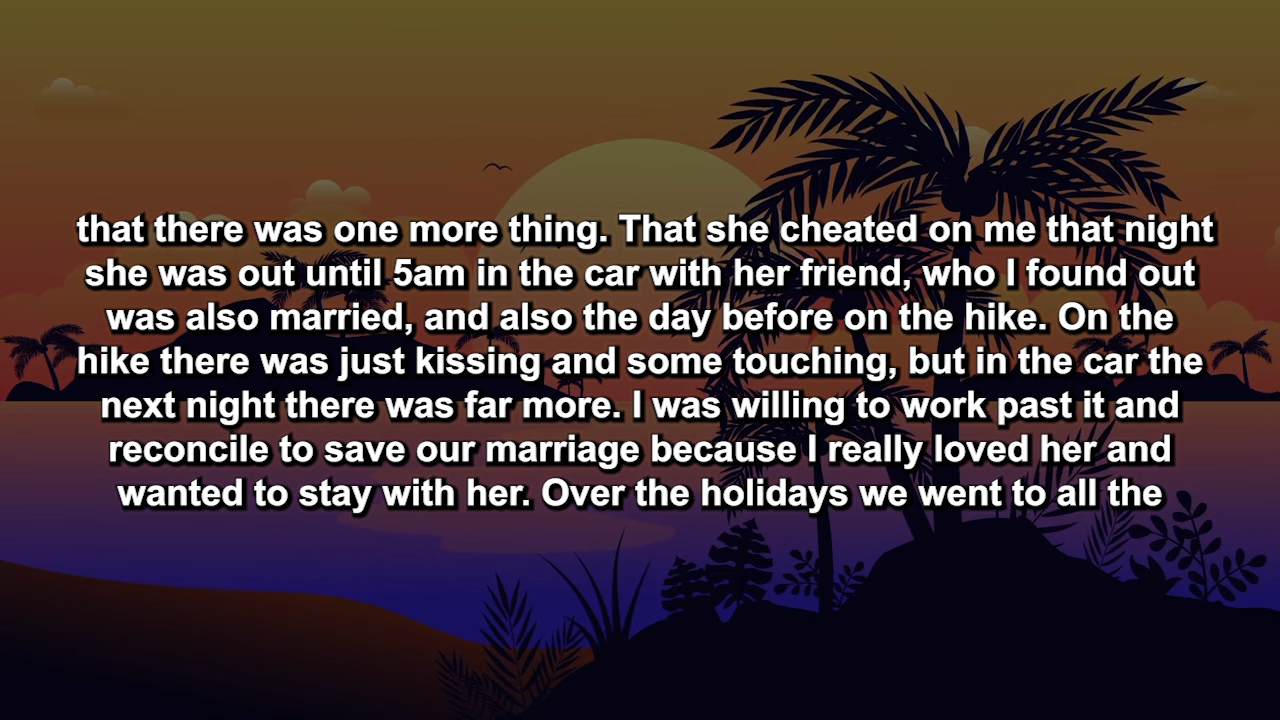 that there was one more thing. That she cheated on me that night
she was out until 5am in the car with her friend, who I found out
was also married, and also the day before on the hike. On the
hike there was just kissing and some touching, but in the car the
next night there was far more. I was willing to work past it and
reconcile to save our marriage because I really loved her and
wanted to stay with her. Over the holidays we went to all the